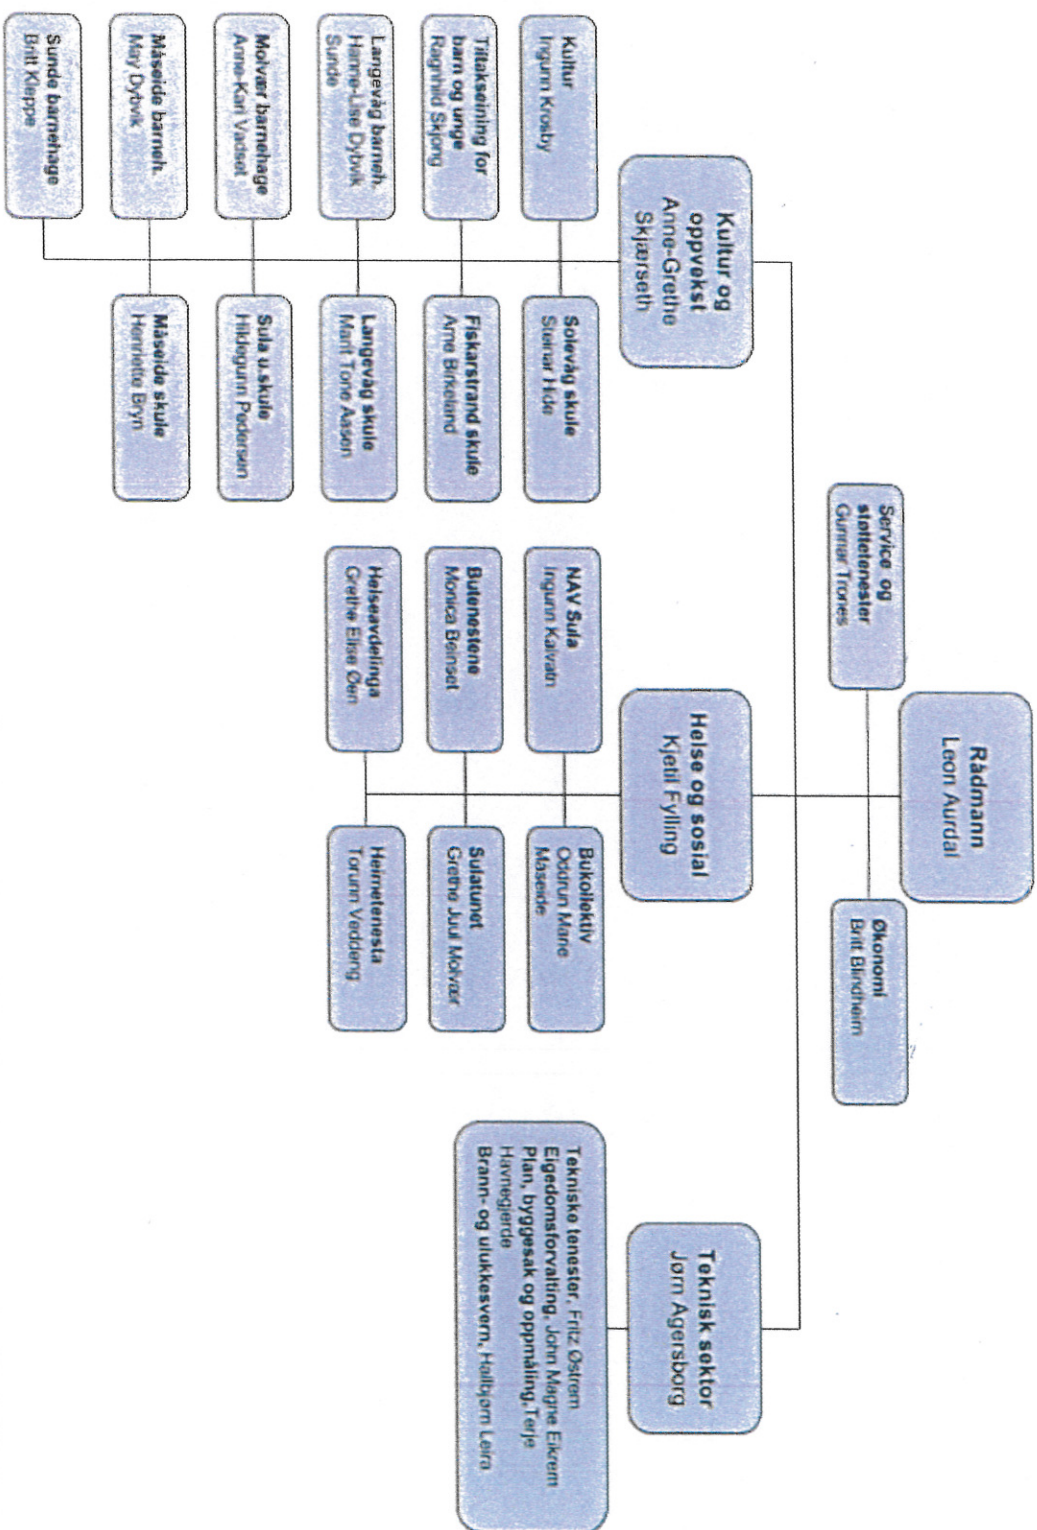 Rådmann
Leon Aurdal
Service og
støttetenester
Gunnar Trones
Økonomi
Britt Blindheim
Kultur og
oppvekst
Anne-Grethe
Skjærseth
Helse og sosial
Kjetil Fylling
Teknisk sektor
Jørn Agersborg
Kultur
Ingunn Krosby
Solevåg skule
Steinar Hide
Tiltakseining for
barn og unge
Ragnhild Skjong
Fiskarstrand skule
Arne Birkeland
Langevåg barneh.
Hanne-Lise Dybvik
Sunde
Langevåg skule
Marit Tone Aasen
Molvær barnehage
Anne-Kari Vadset
Sula u.skule
Hildegunn Pedersen
Måseide barneh.
May Dybvik
Måseide skule
Henriette Bryn
Sunde barnehage
Britt Kleppe
NAV Sula
Ingunn Kalvatn
Bukollektiv
Oddrun Marie
Måseide
Butenestene
Monica Beinset
Sulatunet
Grethe Juul Molvær
Helseavdelinga
Grethe Elise Øen
Heimetenesta
Torunn Veddeng
Tekniske tenester, Fritz Østrem
Eigedomsforvalting, John Magne Eikrem
Plan, byggesak og oppmåling,Terje
Havnegjerde
Brann- og ulukkesvern, Hallbjørn Leira